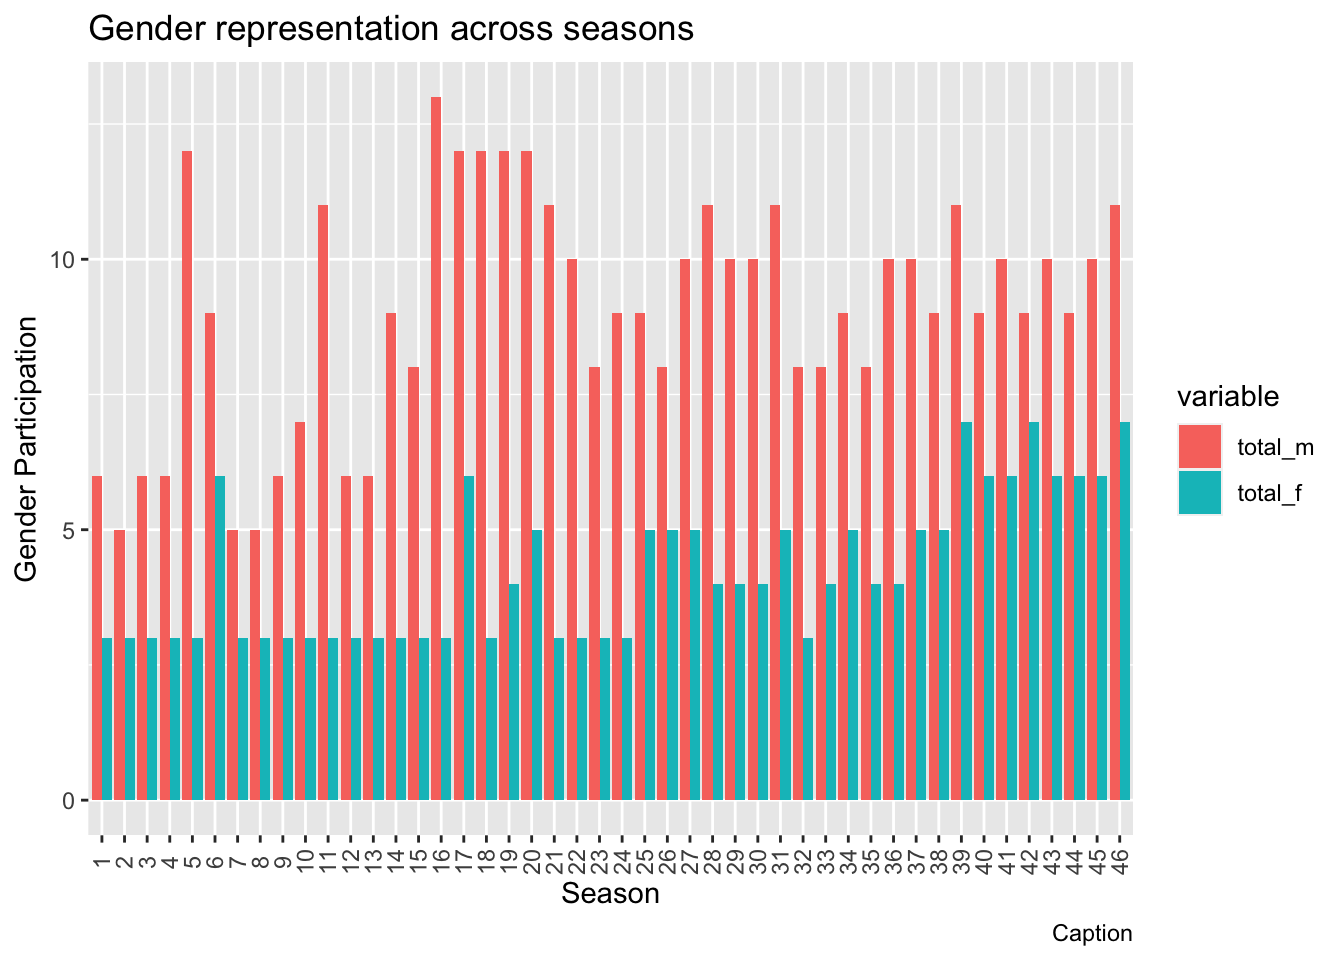 Gender representation across seasons
Gender Participation
10
5
0
1 2 3 4 5 6 7 8 9 10 11 12 13 14 15 16 17 18 19 20 21 22 23 24 25 26 27 28 29 30 31 32 33 34 35 36 37 38 39 40 41 42 43 44 45 46
Season
variable
total_m
total_f
Caption